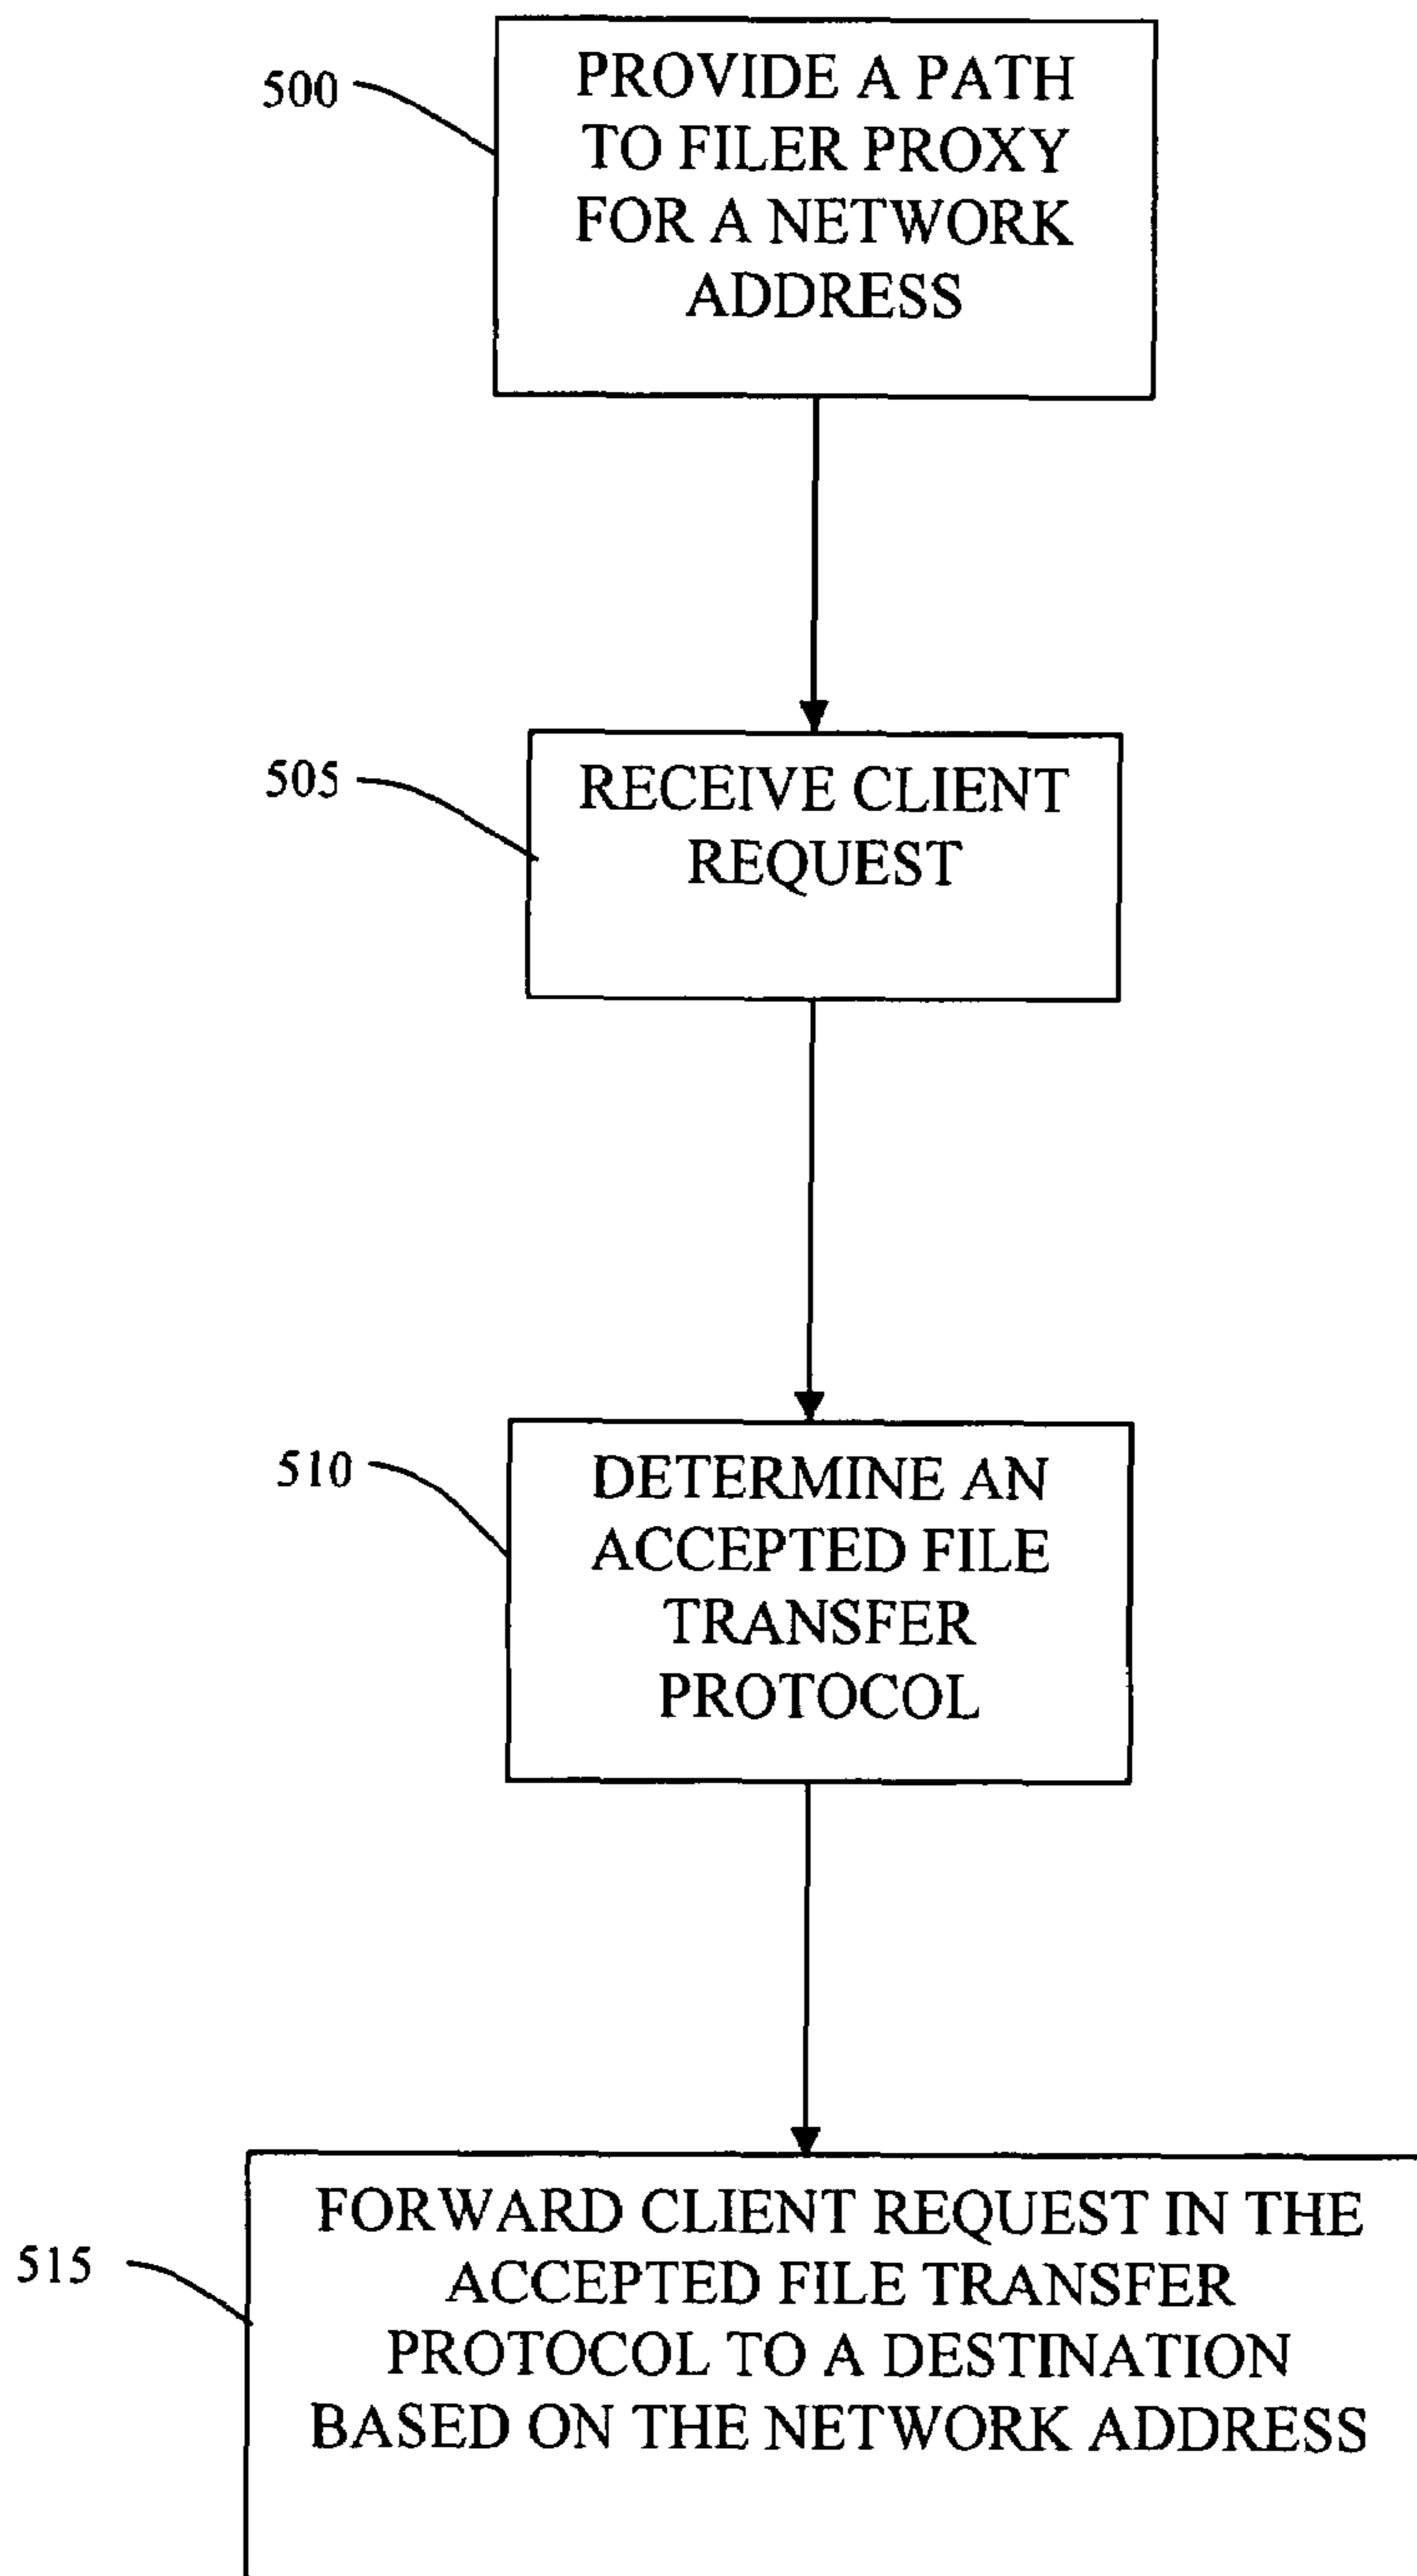 500
PROVIDE A PATH
TO FILER PROXY
FOR A NETWORK
ADDRESS
505
RECEIVE CLIENT
REQUEST
510
DETERMINE AN
ACCEPTED FILE
TRANSFER
PROTOCOL
515
FORWARD CLIENT REQUEST IN THE
ACCEPTED FILE TRANSFER
PROTOCOL TO A DESTINATION
BASED ON THE NETWORK ADDRESS